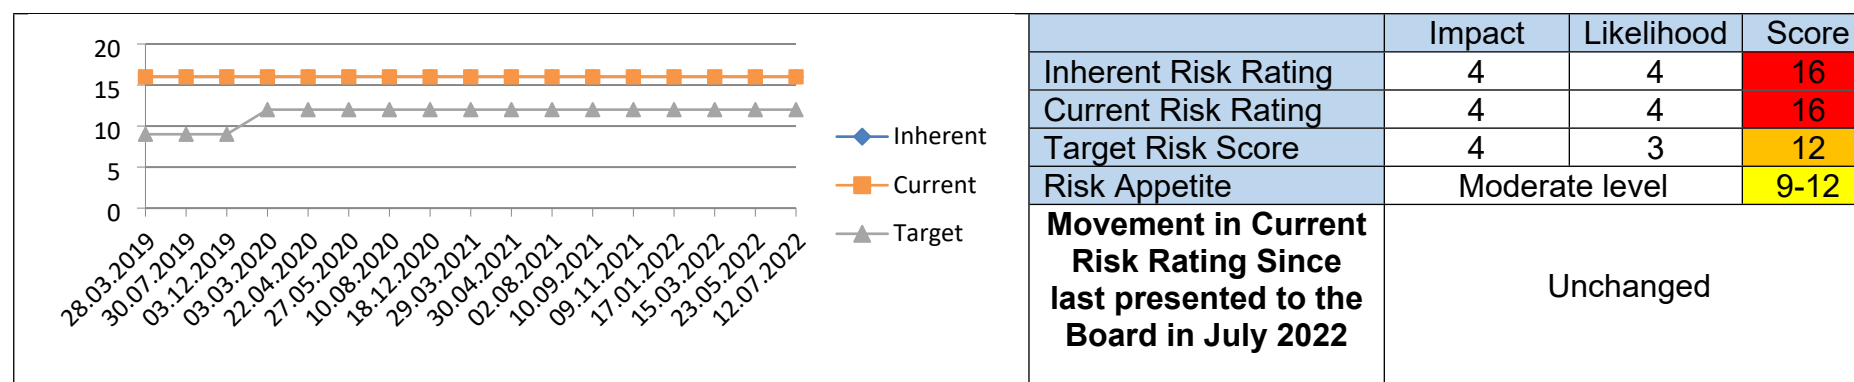 20
15
10
5
0
28.03.2019
30.07.2019
03.12.2019
03.03.2020
22.04.2020
27.05.2020
10.08.2020
18.12.2020
29.03.2021
30.04.2021
02.08.2021
10.09.2021
09.11.2021
17.01.2022
15.03.2022
23.05.2022
12.07.2022
Inherent
Current
Target
Impact Likelihood Score
Inherent Risk Rating 4 4 16
Current Risk Rating 4 4 16
Target Risk Score 4 3 12
Risk Appetite Moderate level 9-12
Movement in Current
Risk Rating Since
last presented to the
Board in July 2022
Unchanged